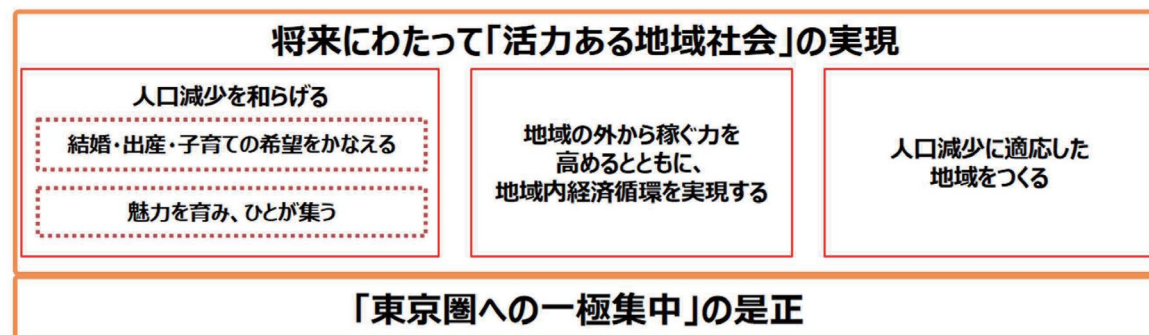 将来にわたって「活力ある地域社会」の実現
人口減少を和らげる
結婚・出産・子育ての希望をかなえる
魅力を育み、ひとが集う
地域の外から稼ぐ力を
高めるとともに、
地域内経済循環を実現する
人口減少に適応した
地域をつくる
「東京圏への一極集中」の是正